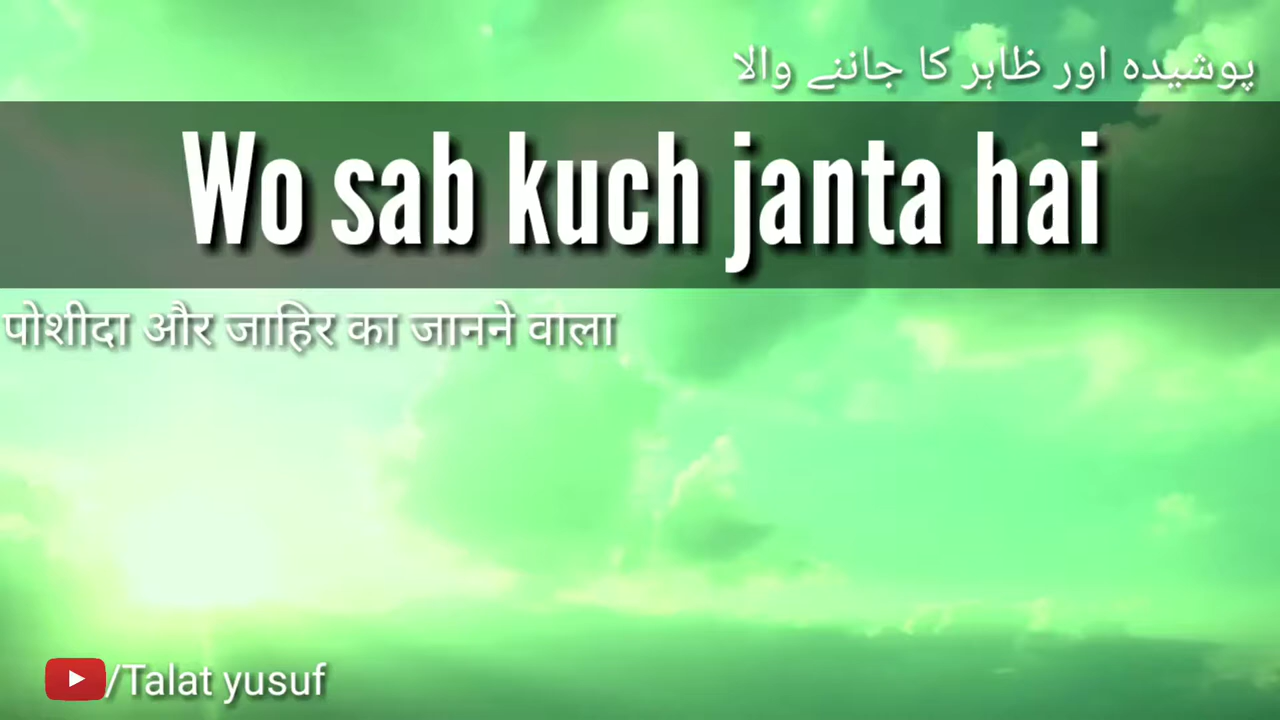 پوشیدہ اور ظاہر کا جاننے والا
Wo sab kuch janta hai
पोशीदा और जाहिर का जानने वाला
/Talat yusuf